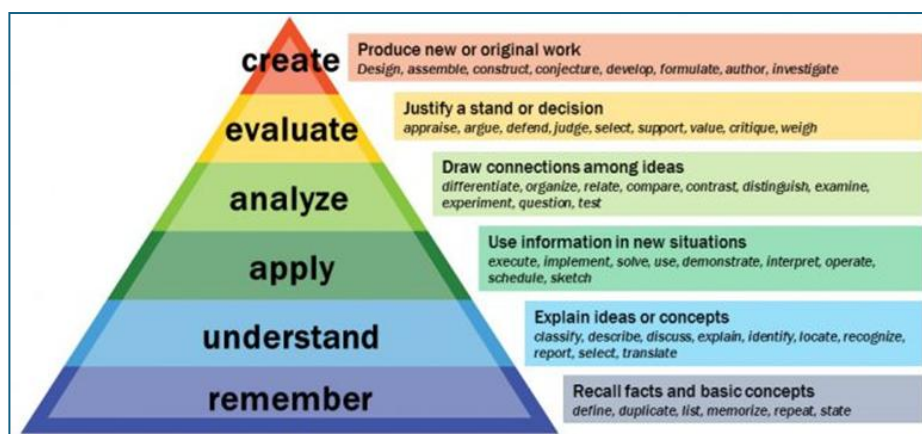 create
Produce new or original work
Design, assemble, construct, conjecture, develop, formulate, author, investigate
evaluate
Justify a stand or decision
appraise, argue, defend, judge, select, support, value, critique, weigh
analyze
Draw connections among ideas
differentiate, organize, relate, compare, contrast, distinguish, examine,
experiment, question, test
apply
Use information in new situations
execute, implement, solve, use, demonstrate, interpret, operate,
schedule, sketch
understand
Explain ideas or concepts
classify, describe, discuss, explain, identify, locate, recognize,
report, select, translate
remember
Recall facts and basic concepts
define, duplicate, list, memorize, repeat, state